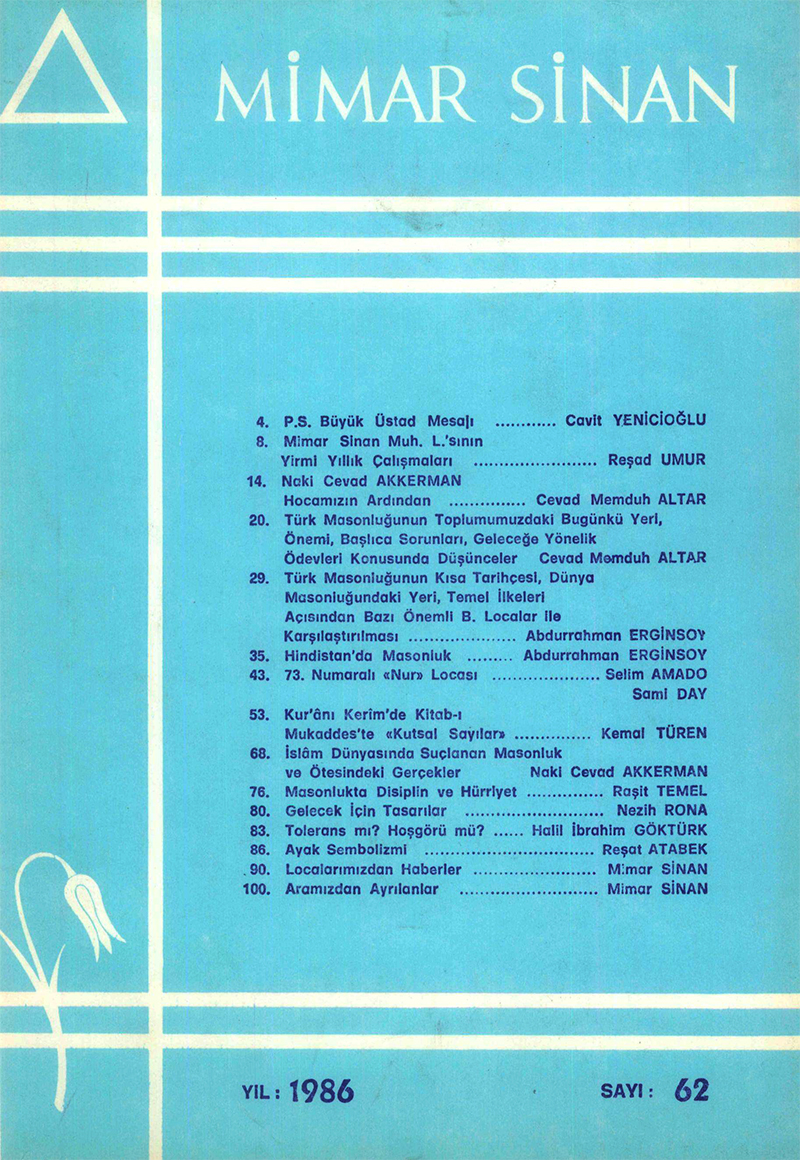 MİMAR SİNAN
4. P.S. Büyük Üstad Mesajı ............ Cavit YENİCİOĞLU
8. Mimar Sinan Muh. L.'sının
Yirmi Yıllık Çalışmaları ........................ Reşad UMUR
14. Naki Cevad AKKERMAN
Hocamızın Ardından ............... Cevad Memduh ALTAR
20. Türk Masonluğunun Toplumumuzdaki Bugünkü Yeri,
Önemi, Başlıca Sorunları, Geleceğe Yönelik
Ödevleri Konusunda Düşünceler Cevad Memduh ALTAR
29. Türk Masonluğunun Kısa Tarihçesi, Dünya
Masonluğundaki Yeri, Temel İlkeleri
Açısından Bazı Önemli B. Localar ile
Karşılaştırılması ..................... Abdurrahman ERGİNSOY
35. Hindistan'da Masonluk ......... Abdurrahman ERGİNSOY
43. 73. Numaralı «Nur» Locası ..................... Selim AMADO
Sami DAY
53. Kur'ânı Kerîm'de Kitab-ı
Mukaddes'te «Kutsal Sayılar» ............... Kemal TÜREN
68. İslâm Dünyasında Suçlanan Masonluk
ve Ötesindeki Gerçekler Naki Cevad AKKERMAN
76. Masonlukta Disiplin ve Hürriyet ............... Raşit TEMEL
80. Gelecek İçin Tasarılar ........................... Nezih RONA
83. Tolerans mı? Hoşgörü mü? ...... Halil İbrahim GÖKTÜRK
86. Ayak Sembolizmi ................................. Reşat ATABEK
90. Localarımızdan Haberler ........................ Mimar SİNAN
100. Aramızdan Ayrılanlar ........................... Mimar SİNAN
YIL: 1986 SAYI: 62